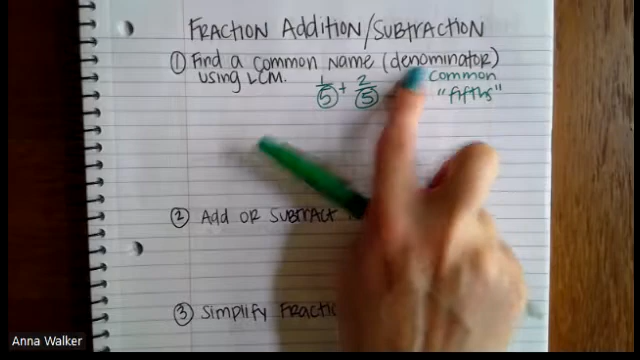 FRACTION ADDITION/SUBTRACTION
① Find a common name (denominator)
using LCM.
1/5 + 2/5
common
"fifths"
② Add OR SUBTRACT
③ Simplify
Anna Walker